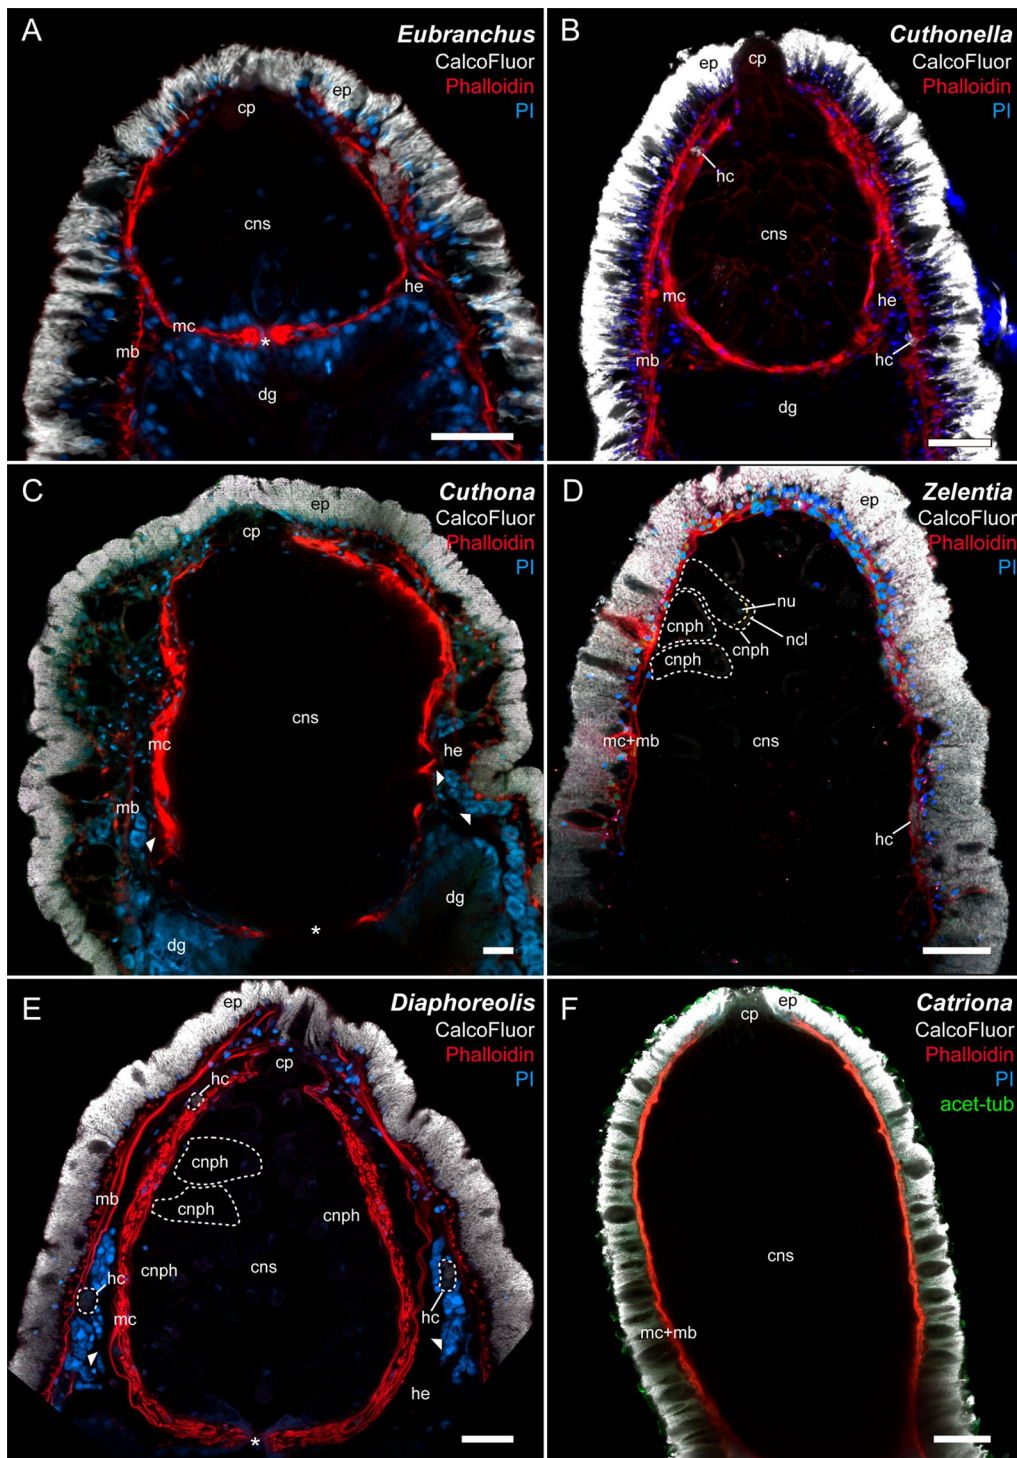 A
Eubranchus
CalcoFluor
Phalloidin
PI
ep
cp
cns
he
mc
mb
*
dg
B
Cuthonella
CalcoFluor
Phalloidin
PI
ep
cp
hc
cns
mc
he
mb
hc
dg
C
Cuthona
CalcoFluor
Phalloidin
PI
ep
cp
cns
mc
he
mb
dg
dg
*
D
Zelentia
CalcoFluor
Phalloidin
PI
ep
nu
cnph
ncl
cnph
cnph
mc+mb
cns
hc
E
Diaphoreolis
CalcoFluor
Phalloidin
PI
ep
cp
hc
cnph
mb
cnph
cnph
cnph
cns
hc
hc
mc
he
*
F
Catriona
CalcoFluor
Phalloidin
PI
acet-tub
ep
cp
cns
mc+mb